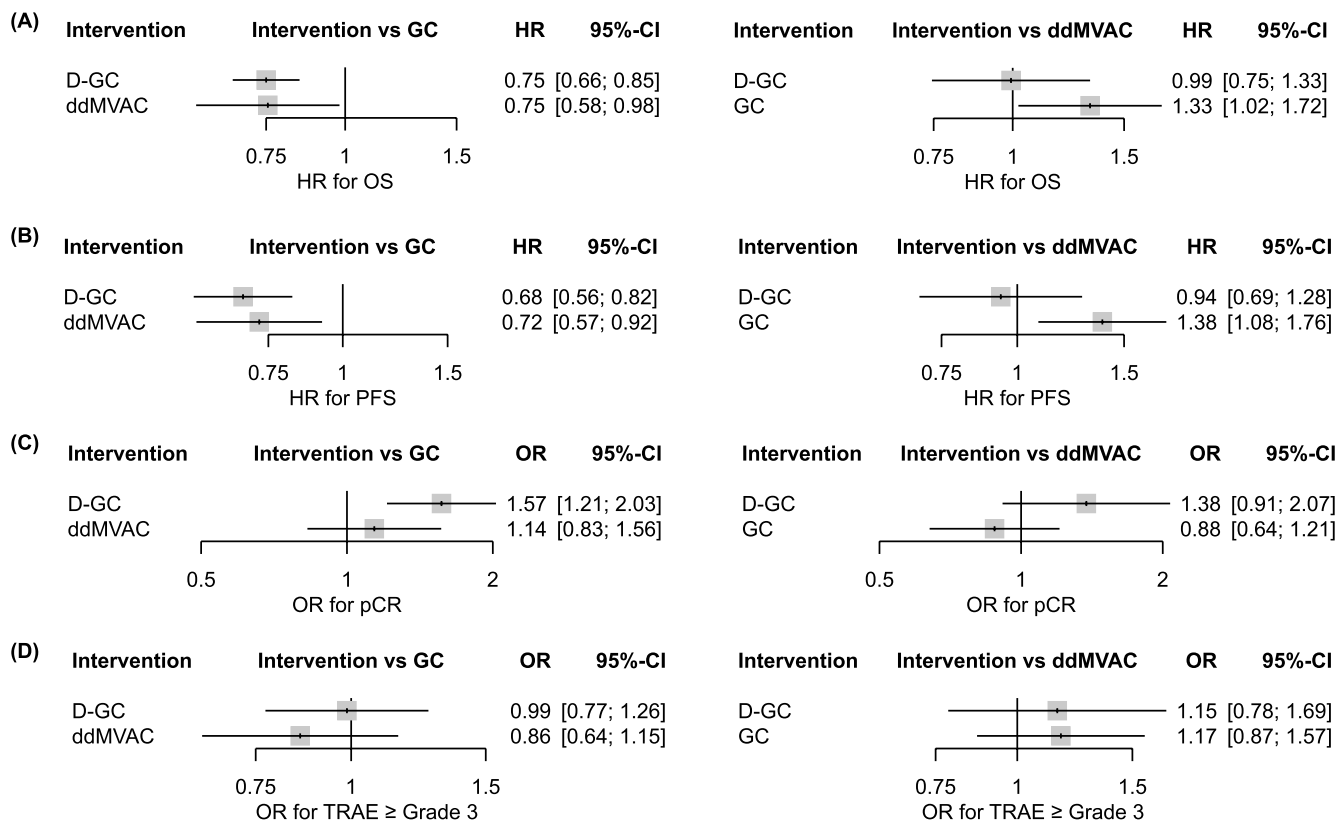 (A) Intervention Intervention vs GC HR 95%-CI Intervention Intervention vs ddMVAC HR 95%-CI
D-GC 0.75 [0.66; 0.85] D-GC 0.99 [0.75; 1.33]
ddMVAC 0.75 [0.58; 0.98] GC 1.33 [1.02; 1.72]
0.75 1 1.5 0.75 1 1.5
HR for OS HR for OS
(B) Intervention Intervention vs GC HR 95%-CI Intervention Intervention vs ddMVAC HR 95%-CI
D-GC 0.68 [0.56; 0.82] D-GC 0.94 [0.69; 1.28]
ddMVAC 0.72 [0.57; 0.92] GC 1.38 [1.08; 1.76]
0.75 1 1.5 0.75 1 1.5
HR for PFS HR for PFS
(C) Intervention Intervention vs GC OR 95%-CI Intervention Intervention vs ddMVAC OR 95%-CI
D-GC 1.57 [1.21; 2.03] D-GC 1.38 [0.91; 2.07]
ddMVAC 1.14 [0.83; 1.56] GC 0.88 [0.64; 1.21]
0.5 1 2 0.5 1 2
OR for pCR OR for pCR
(D) Intervention Intervention vs GC OR 95%-CI Intervention Intervention vs ddMVAC OR 95%-CI
D-GC 0.99 [0.77; 1.26] D-GC 1.15 [0.78; 1.69]
ddMVAC 0.86 [0.64; 1.15] GC 1.17 [0.87; 1.57]
0.75 1 1.5 0.75 1 1.5
OR for TRAE ≥ Grade 3 OR for TRAE ≥ Grade 3